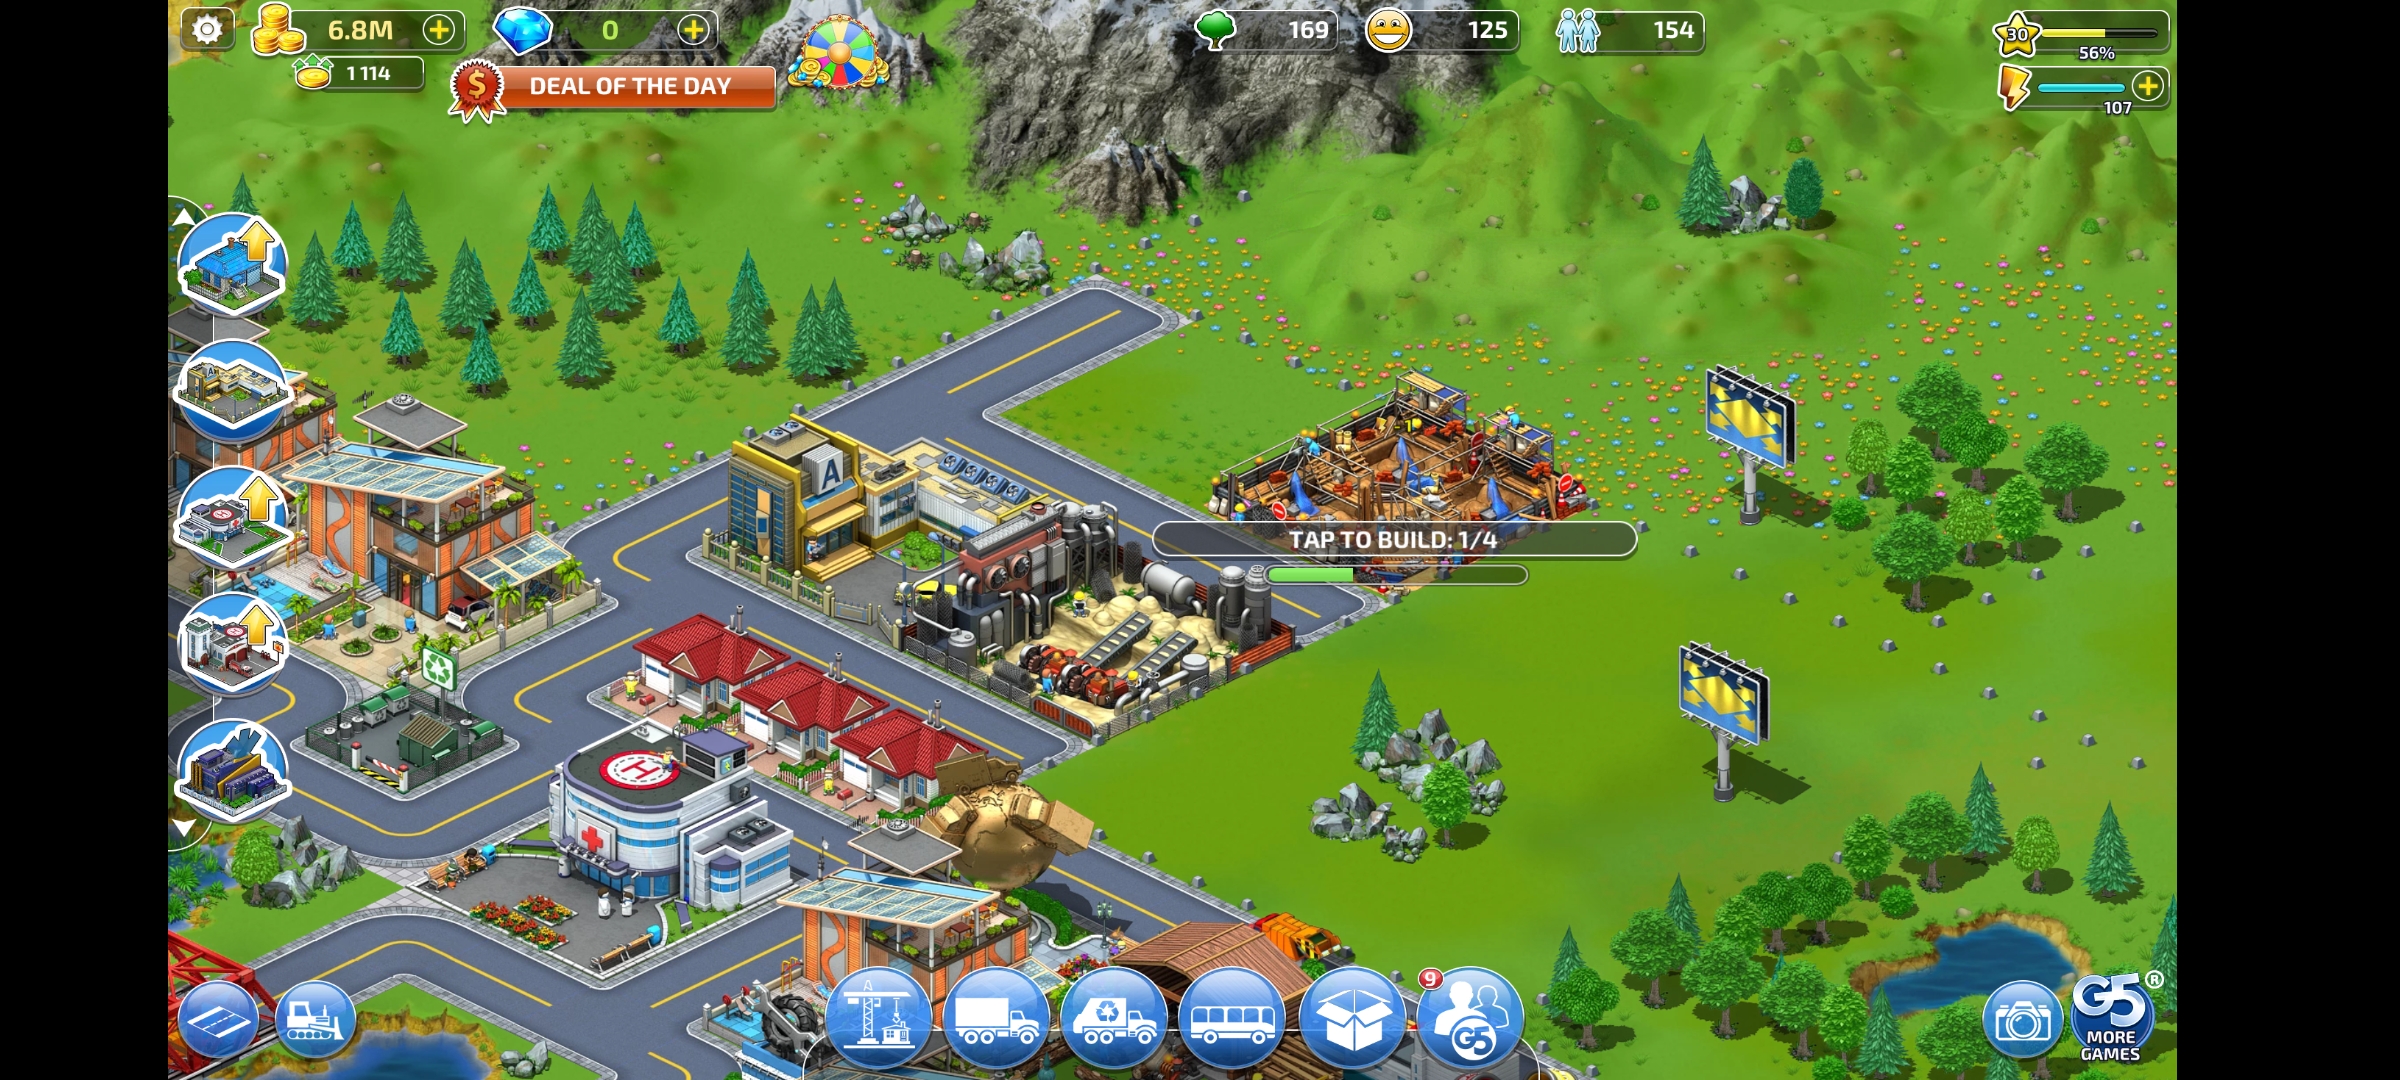 6.8M
0
169
125
154
30
56%
1 114
DEAL OF THE DAY
107
A
A
H
TAP TO BUILD: 1/4
H
A
9
G5
G5®
MORE
GAMES